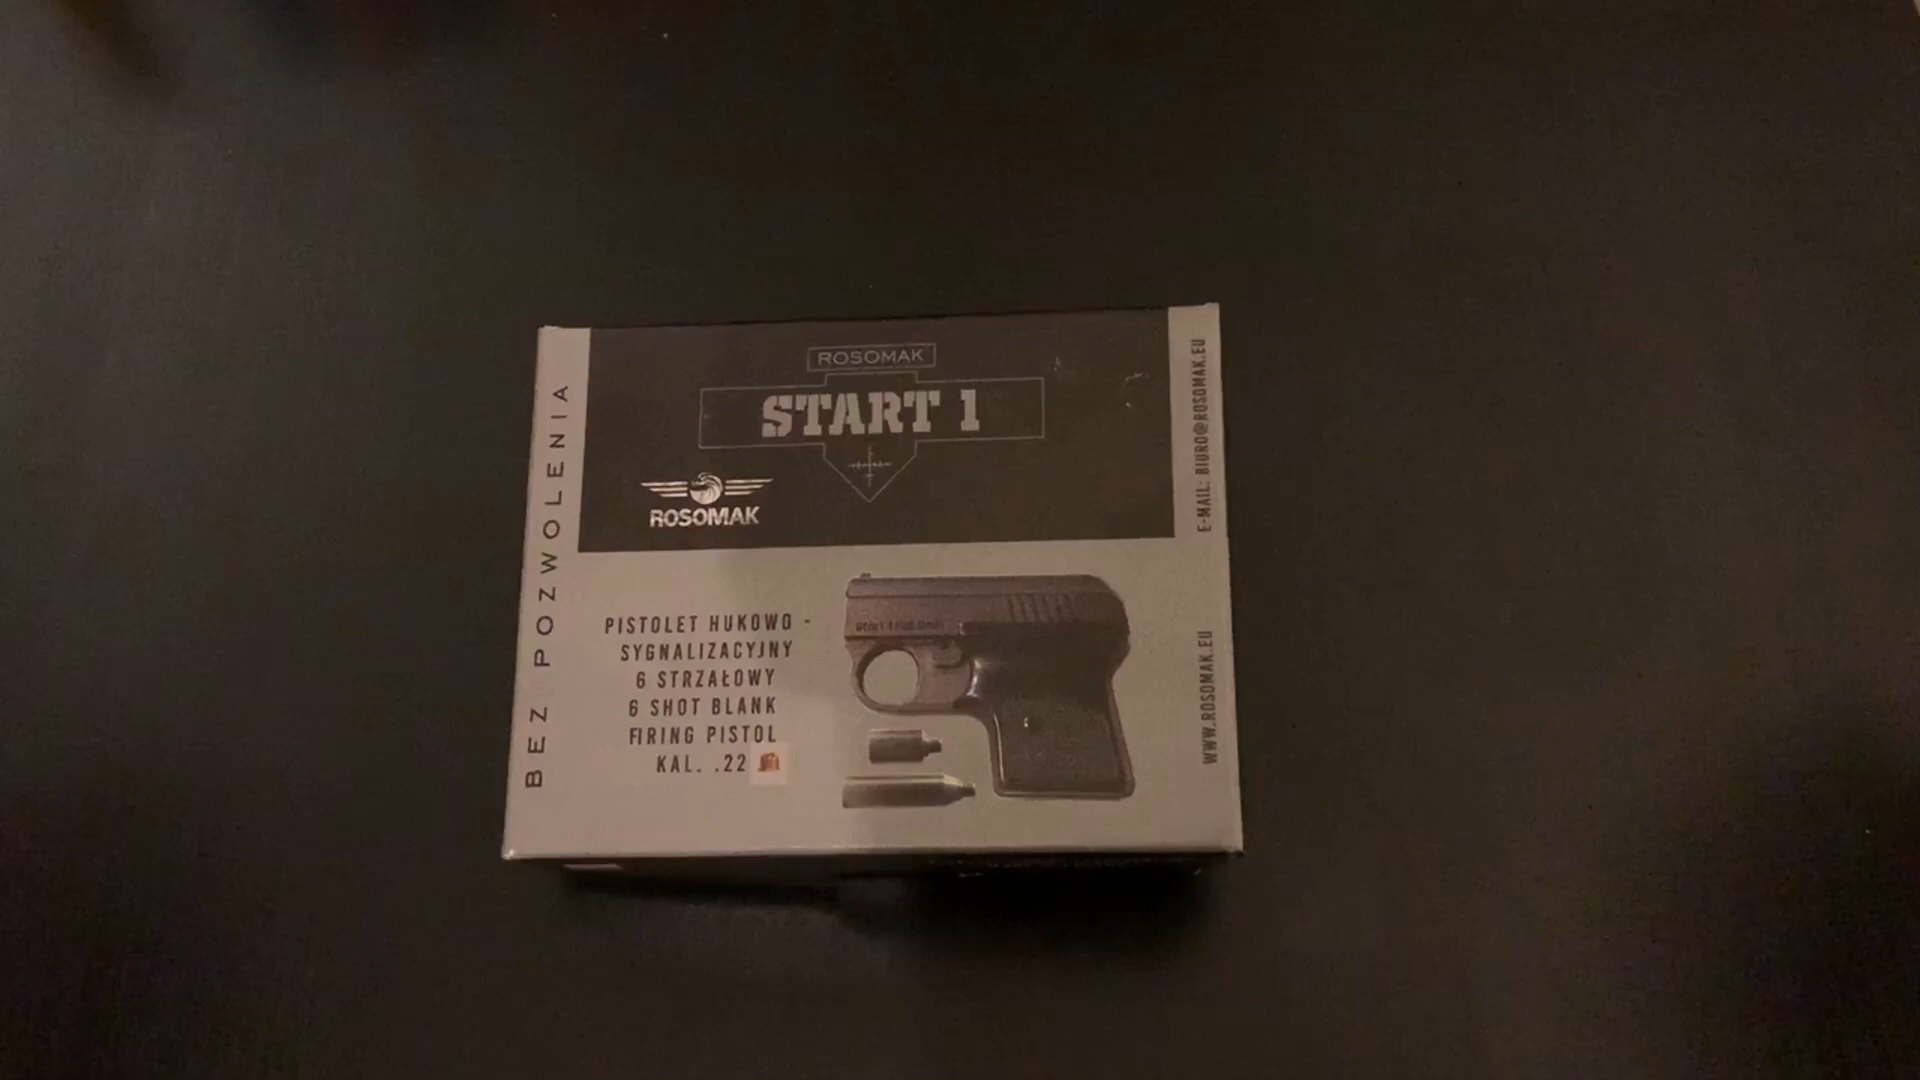 ROSOMAK
START 1
ROSOMAK
BEZ POZWOLENIA
PISTOLET HUKOWO -
SYGNALIZACYJNY
6 STRZAŁOWY
6 SHOT BLANK
FIRING PISTOL
KAL. .22
E-MAIL: BIURO@ROSOMAK.EU
WWW.ROSOMAK.EU